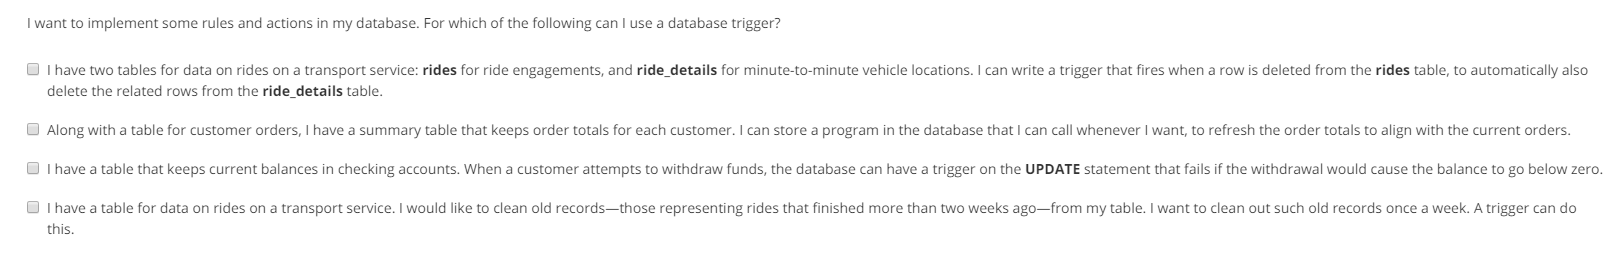 I want to implement some rules and actions in my database. For which of the following can I use a database trigger?
I have two tables for data on rides on a transport service: rides for ride engagements, and ride_details for minute-to-minute vehicle locations. I can write a trigger that fires when a row is deleted from the rides table, to automatically also
delete the related rows from the ride_details table.
Along with a table for customer orders, I have a summary table that keeps order totals for each customer. I can store a program in the database that I can call whenever I want, to refresh the order totals to align with the current orders.
I have a table that keeps current balances in checking accounts. When a customer attempts to withdraw funds, the database can have a trigger on the UPDATE statement that fails if the withdrawal would cause the balance to go below zero.
I have a table for data on rides on a transport service. I would like to clean old records—those representing rides that finished more than two weeks ago—from my table. I want to clean out such old records once a week. A trigger can do
this.